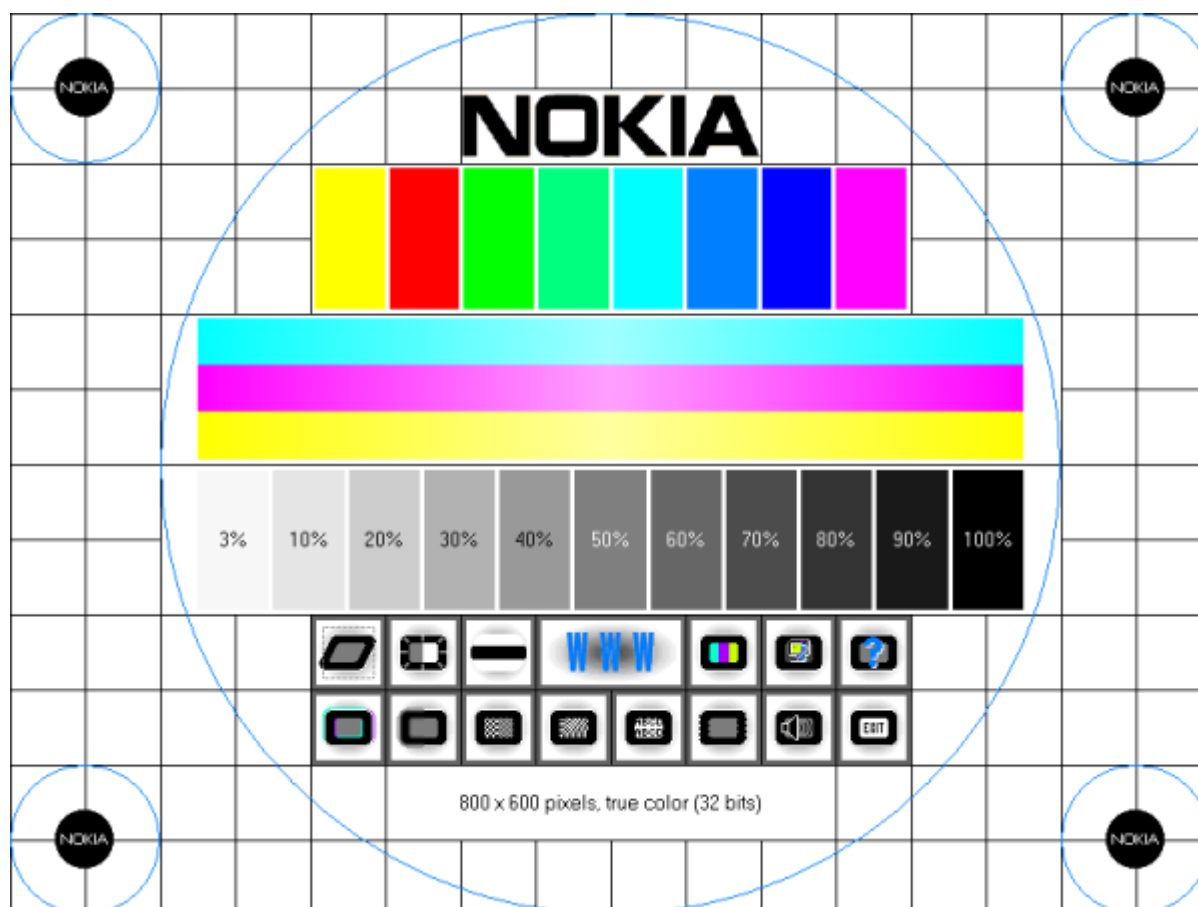 NOKIA NOKIA
NOKIA
3% 10% 20% 30% 40% 50% 60% 70% 80% 90% 100%
W W W ?
EXIT
800 x 600 pixels, true color (32 bits)
NOKIA NOKIA